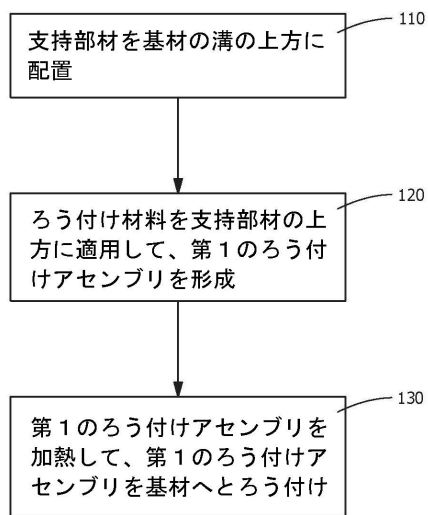 110
支持部材を基材の溝の上方に
配置
120
ろう付け材料を支持部材の上
方に適用して、第１のろう付
けアセンブリを形成
130
第１のろう付けアセンブリを
加熱して、第１のろう付けア
センブリを基材へとろう付け